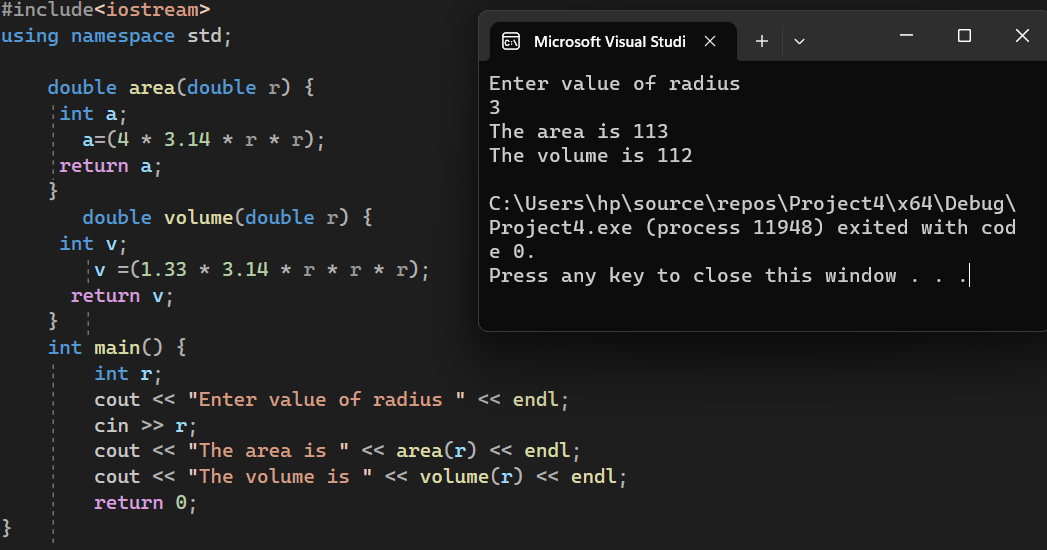 #include<iostream>
using namespace std;
double area(double r) {
int a;
a=(4 * 3.14 * r * r);
return a;
}
double volume(double r) {
int v;
v =(1.33 * 3.14 * r * r * r);
return v;
}
int main() {
int r;
cout << "Enter value of radius " << endl;
cin >> r;
cout << "The area is " << area(r) << endl;
cout << "The volume is " << volume(r) << endl;
return 0;
}
Microsoft Visual Studi
Enter value of radius
3
The area is 113
The volume is 112
C:\Users\hp\source\repos\Project4\x64\Debug\
Project4.exe (process 11948) exited with cod
e 0.
Press any key to close this window . . .